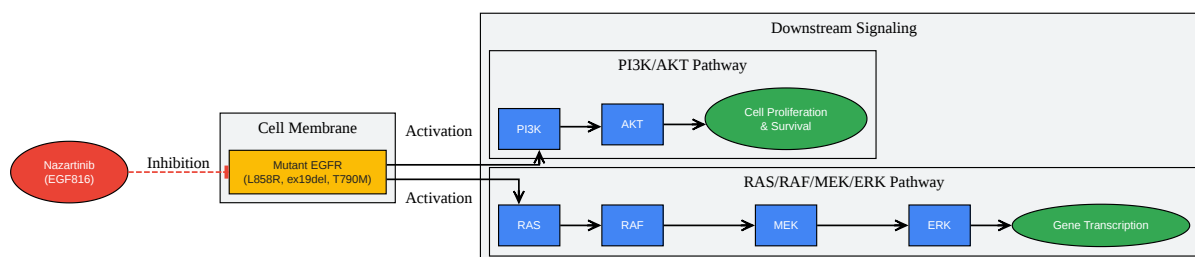 Downstream Signaling
PI3K/AKT Pathway
Cell Membrane
Activation
PI3K
AKT
Cell Proliferation
& Survival
Nazartinib
(EGF816)
Inhibition
Mutant EGFR
(L858R, ex19del, T790M)
Activation
RAS/RAF/MEK/ERK Pathway
RAS
RAF
MEK
ERK
Gene Transcription